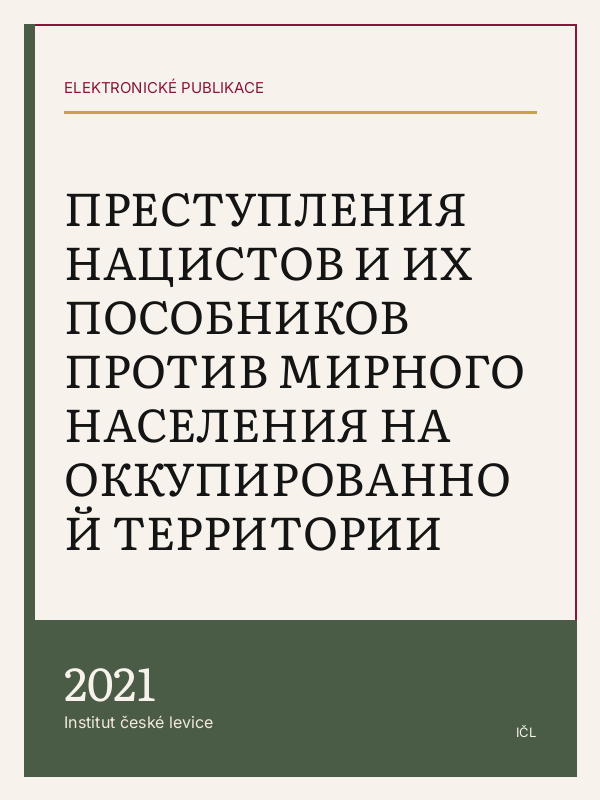 ELEKTRONICKÉ PUBLIKACE
ПРЕСТУПЛЕНИЯ
НАЦИСТОВ И ИХ
ПОСОБНИКОВ
ПРОТИВ МИРНОГО
НАСЕЛЕНИЯ НА
ОККУПИРОВАННО
Й ТЕРРИТОРИИ
2021
Institut české levice
IČL